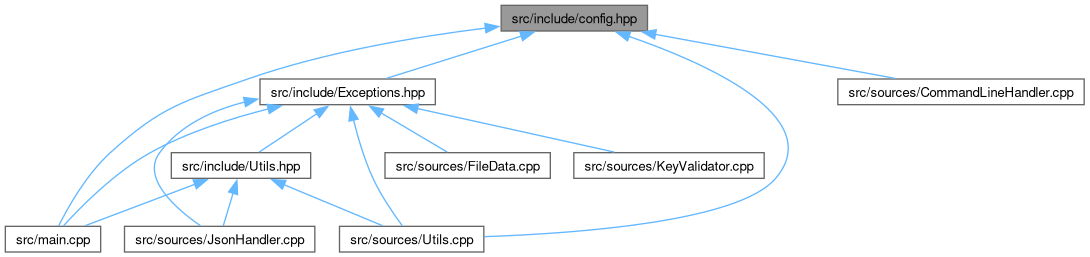 src/include/config.hpp
src/include/Exceptions.hpp
src/sources/CommandLineHandler.cpp
src/include/Utils.hpp
src/sources/FileData.cpp
src/sources/KeyValidator.cpp
src/main.cpp
src/sources/JsonHandler.cpp
src/sources/Utils.cpp